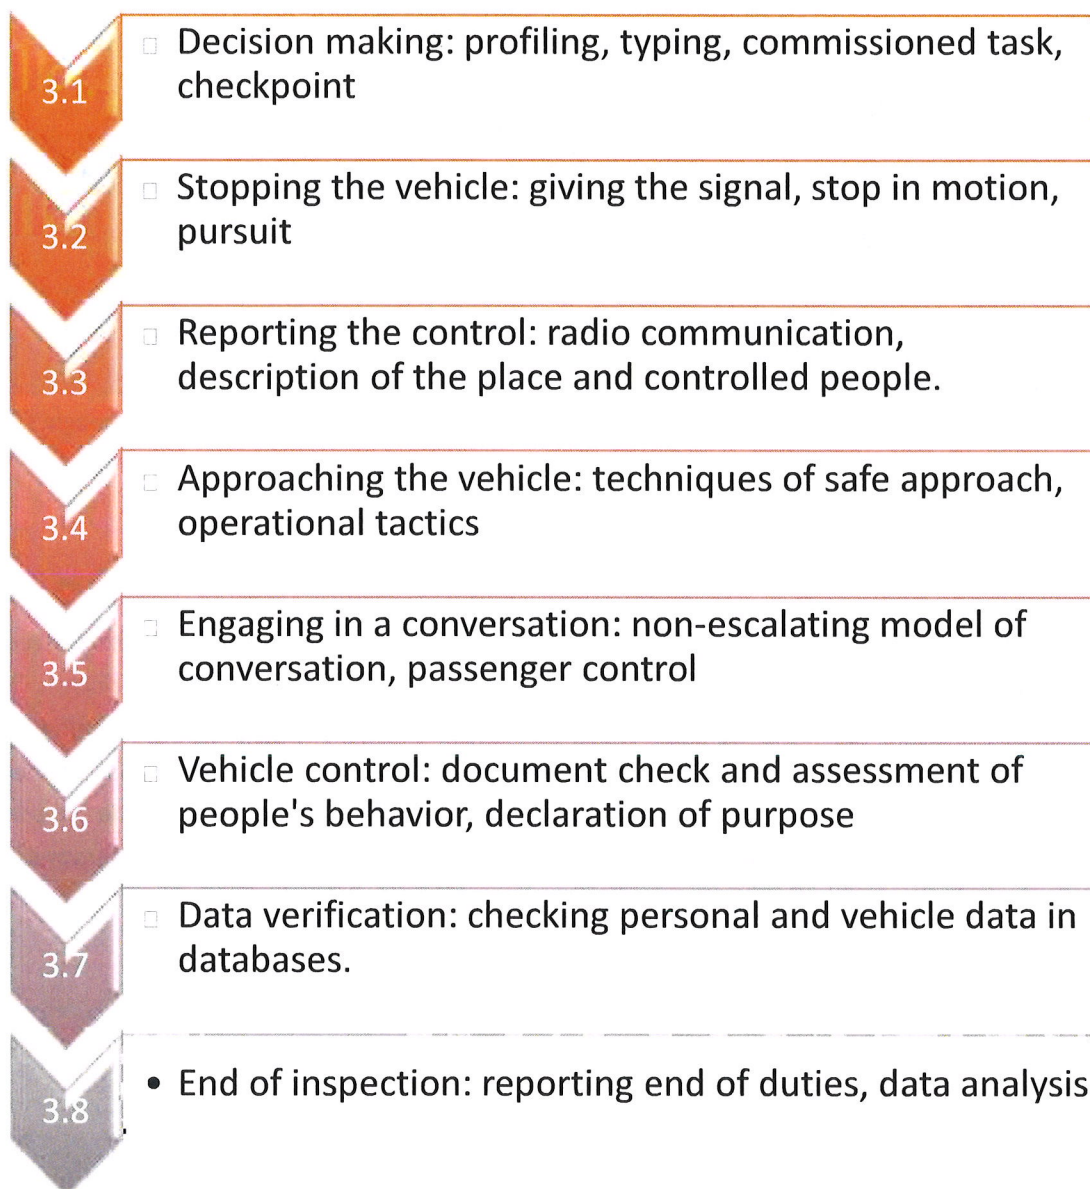 3.1
Decision making: profiling, typing, commissioned task,
checkpoint
3.2
Stopping the vehicle: giving the signal, stop in motion,
pursuit
3.3
Reporting the control: radio communication,
description of the place and controlled people.
3.4
Approaching the vehicle: techniques of safe approach,
operational tactics
3.5
Engaging in a conversation: non-escalating model of
conversation, passenger control
3.6
Vehicle control: document check and assessment of
people's behavior, declaration of purpose
3.7
Data verification: checking personal and vehicle data in
databases.
3.8
• End of inspection: reporting end of duties, data analysis